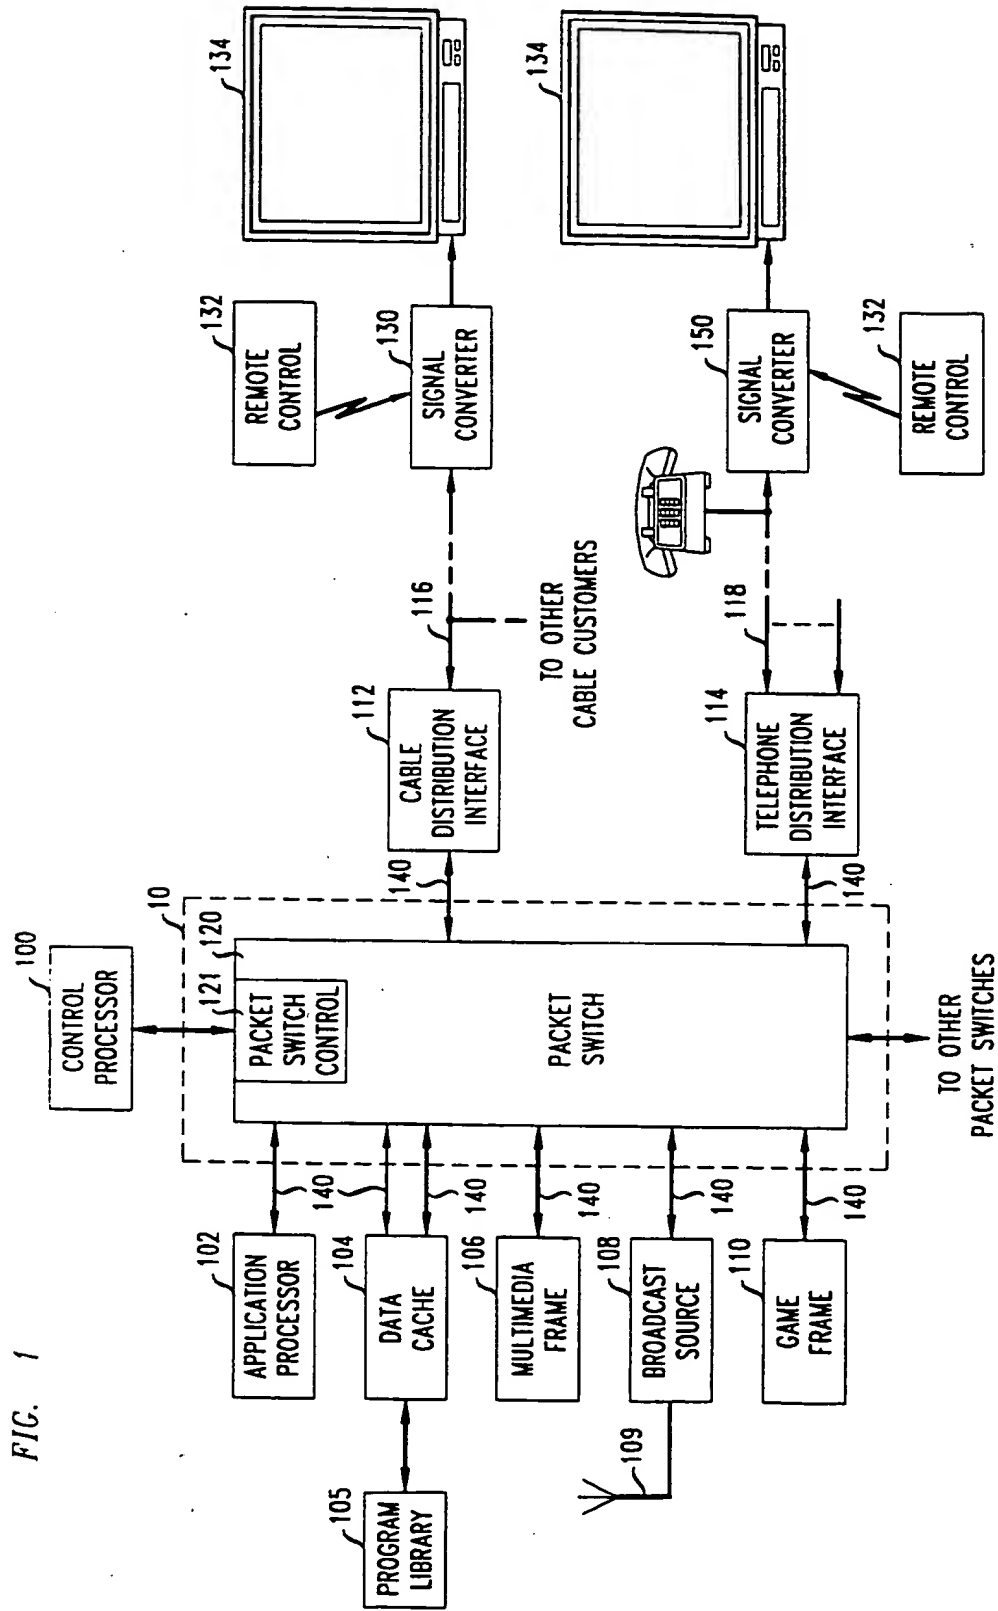 FIG. 1
100
CONTROL
PROCESSOR
10
120
121
PACKET
SWITCH
CONTROL
PACKET
SWITCH
102
APPLICATION
PROCESSOR
140
105
PROGRAM
LIBRARY
104
DATA
CACHE
140
140
106
MULTIMEDIA
FRAME
140
109
108
BROADCAST
SOURCE
140
110
GAME
FRAME
140
TO OTHER
PACKET SWITCHES
140
112
CABLE
DISTRIBUTION
INTERFACE
116
TO OTHER
CABLE CUSTOMERS
132
REMOTE
CONTROL
130
SIGNAL
CONVERTER
134
140
114
TELEPHONE
DISTRIBUTION
INTERFACE
118
150
SIGNAL
CONVERTER
132
REMOTE
CONTROL
134